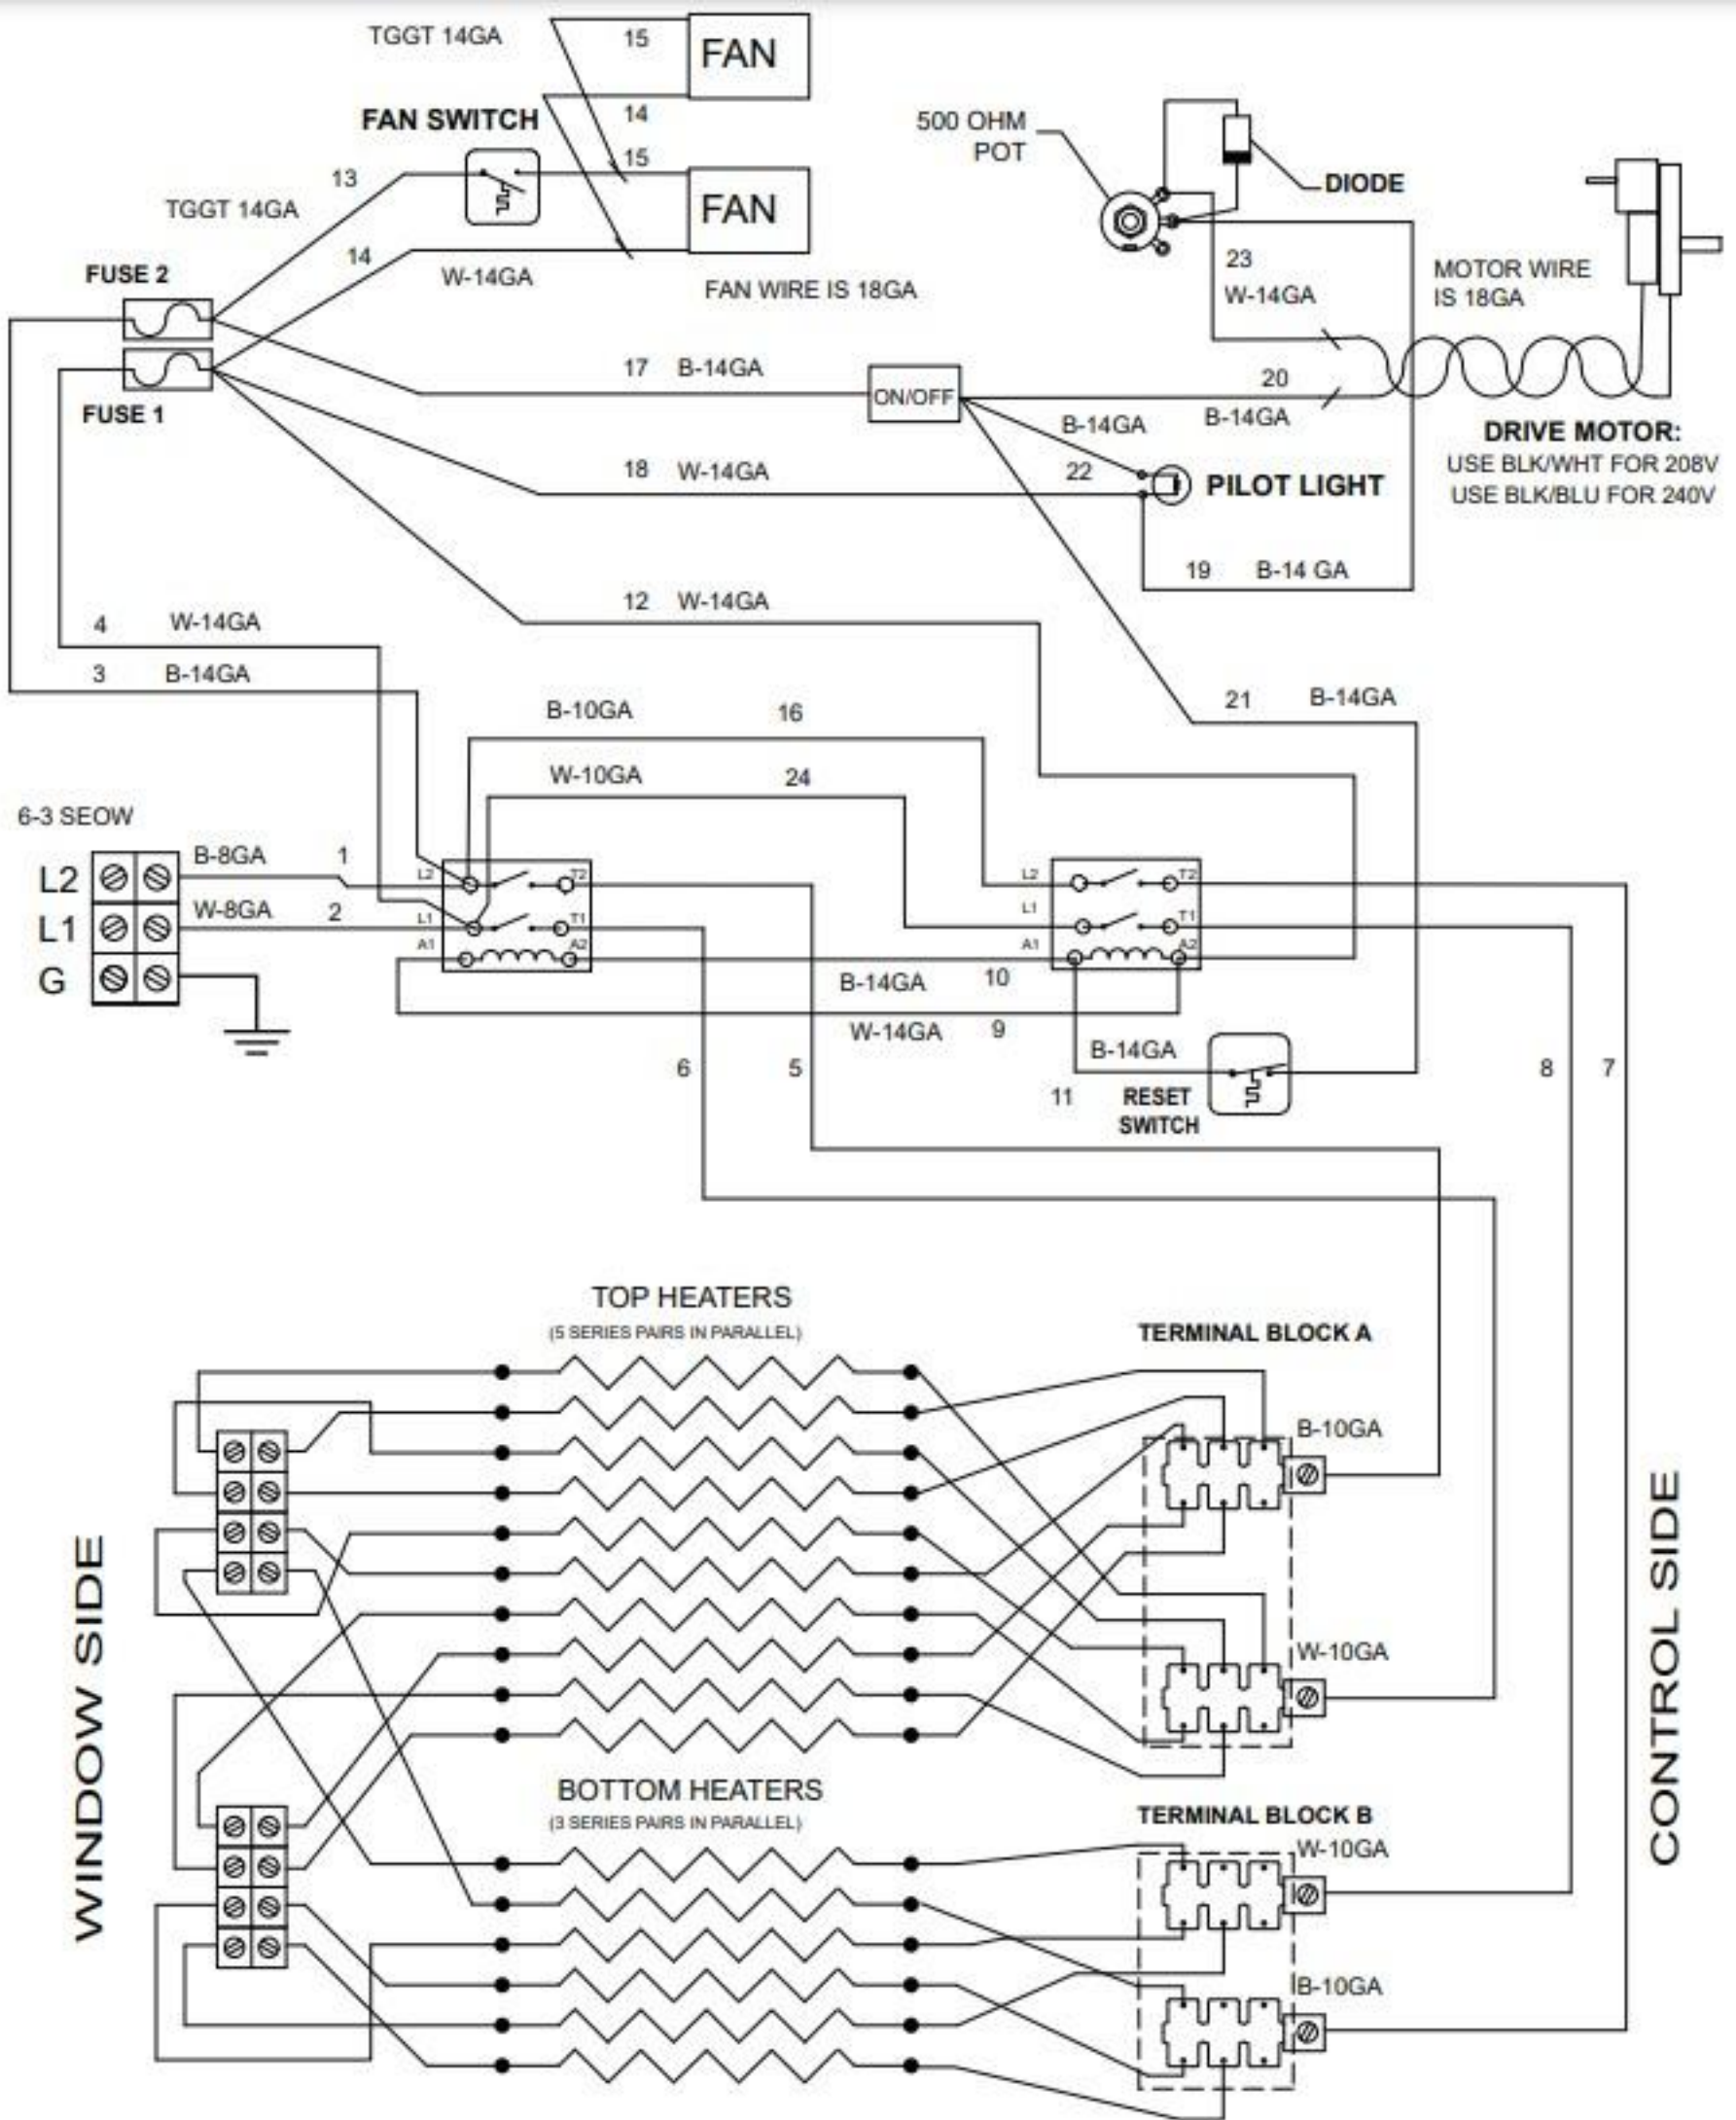 TGGT 14GA
15
FAN
14
FAN SWITCH
15
FAN
13
TGGT 14GA
14
W-14GA
FAN WIRE IS 18GA
500 OHM
POT
DIODE
23
W-14GA
MOTOR WIRE
IS 18GA
FUSE 2
FUSE 1
17 B-14GA
ON/OFF
20
B-14GA
B-14GA
DRIVE MOTOR:
USE BLK/WHT FOR 208V
USE BLK/BLU FOR 240V
18 W-14GA
22
PILOT LIGHT
19 B-14 GA
12 W-14GA
4 W-14GA
3 B-14GA
21 B-14GA
B-10GA 16
W-10GA 24
6-3 SEOW
L2
B-8GA 1
L1
W-8GA 2
G
L2
T2
L1
T1
A1
A2
L2
T2
L1
T1
A1
A2
B-14GA 10
W-14GA 9
B-14GA
11
RESET
SWITCH
6
5
8
7
TOP HEATERS
(5 SERIES PAIRS IN PARALLEL)
TERMINAL BLOCK A
B-10GA
W-10GA
WINDOW SIDE
CONTROL SIDE
BOTTOM HEATERS
(3 SERIES PAIRS IN PARALLEL)
TERMINAL BLOCK B
W-10GA
B-10GA